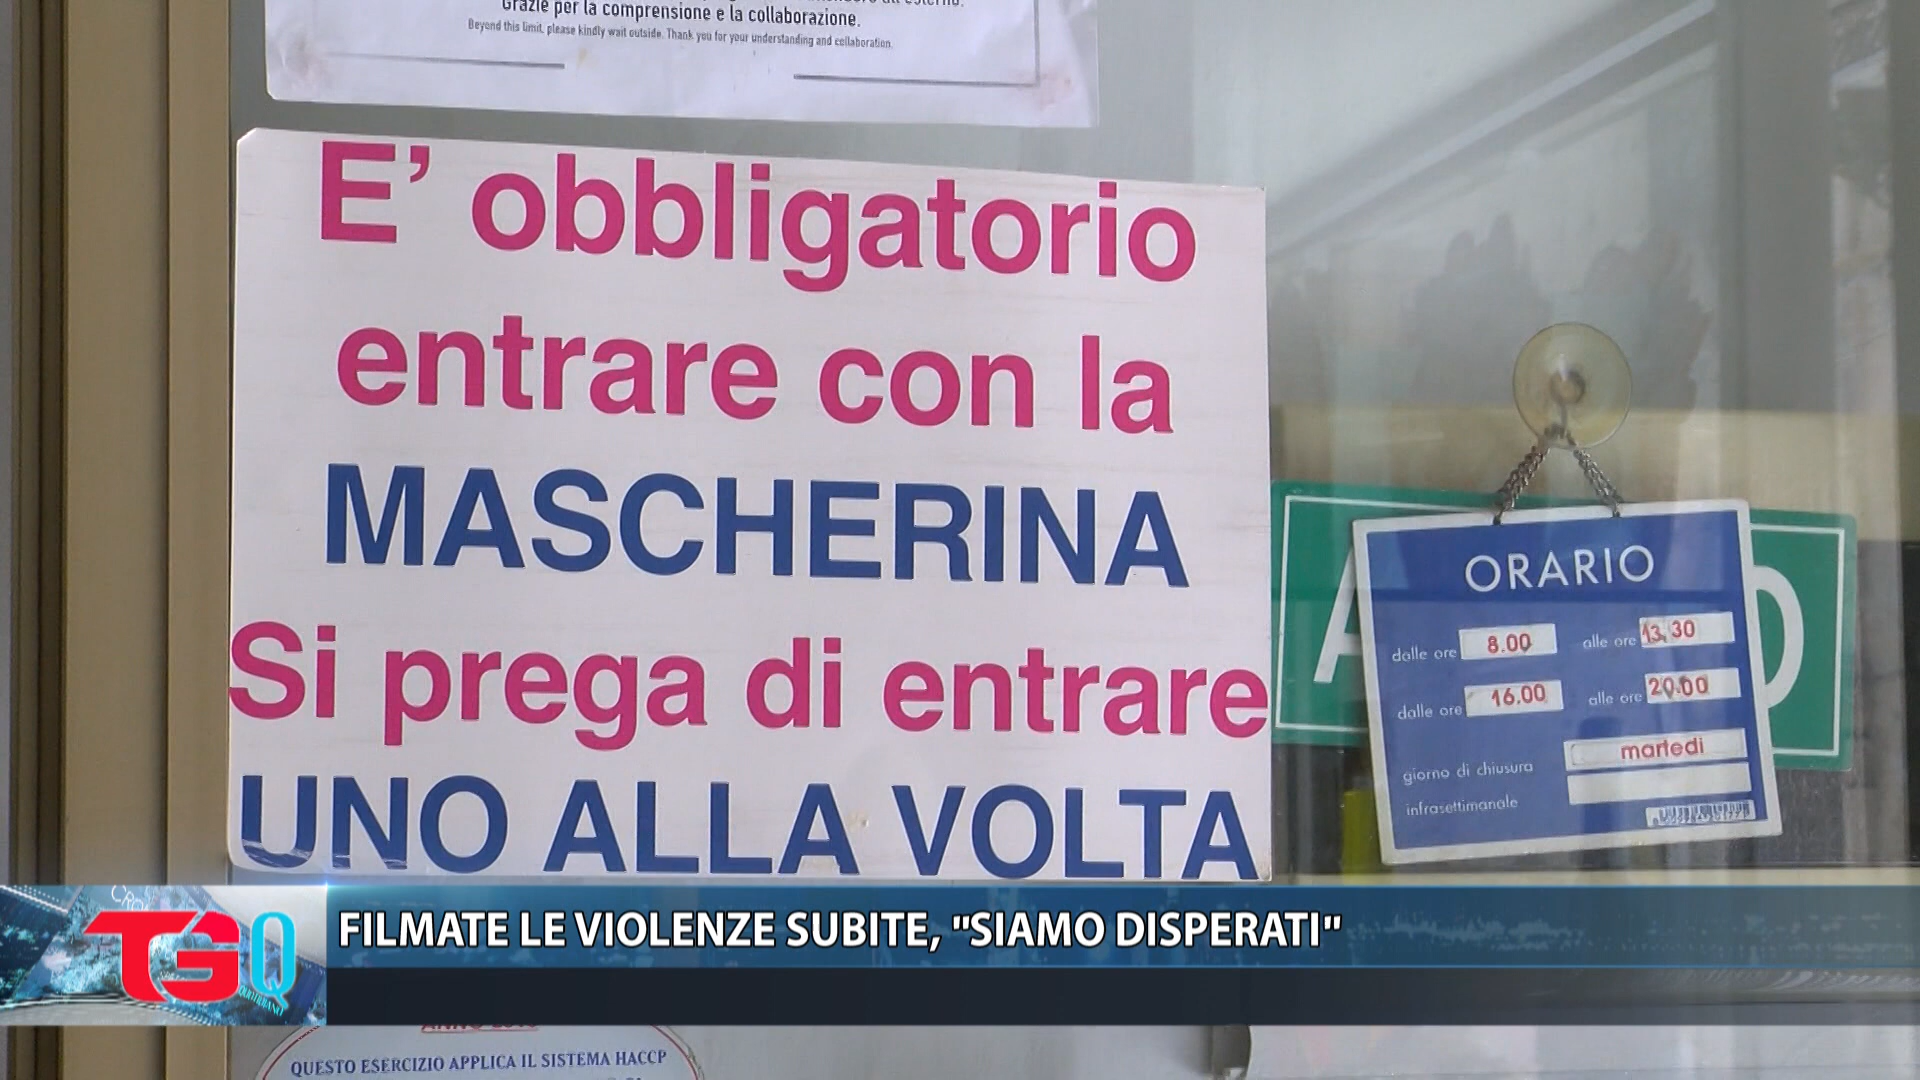 Grazie per la comprensione e la collaborazione.
Beyond this limit, please kindly wait outside. Thank you for your understanding and collaboration.
E' obbligatorio
entrare con la
MASCHERINA
Si prega di entrare
UNO ALLA VOLTA
ORARIO
dalle ore 8.00 alle ore 13,30
dalle ore 16.00 alle ore 20.00
giorno di chiusura martedi
infrasettimanale
TGQ
QUOTIDIANO
FILMATE LE VIOLENZE SUBITE, "SIAMO DISPERATI"
QUESTO ESERCIZIO APPLICA IL SISTEMA HACCP